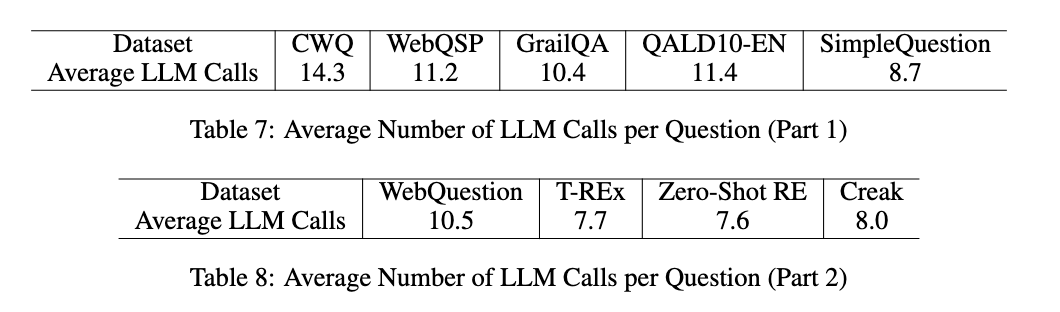 Dataset CWQ WebQSP GrailQA QALD10-EN SimpleQuestion
Average LLM Calls 14.3 11.2 10.4 11.4 8.7
Table 7: Average Number of LLM Calls per Question (Part 1)
Dataset WebQuestion T-REx Zero-Shot RE Creak
Average LLM Calls 10.5 7.7 7.6 8.0
Table 8: Average Number of LLM Calls per Question (Part 2)